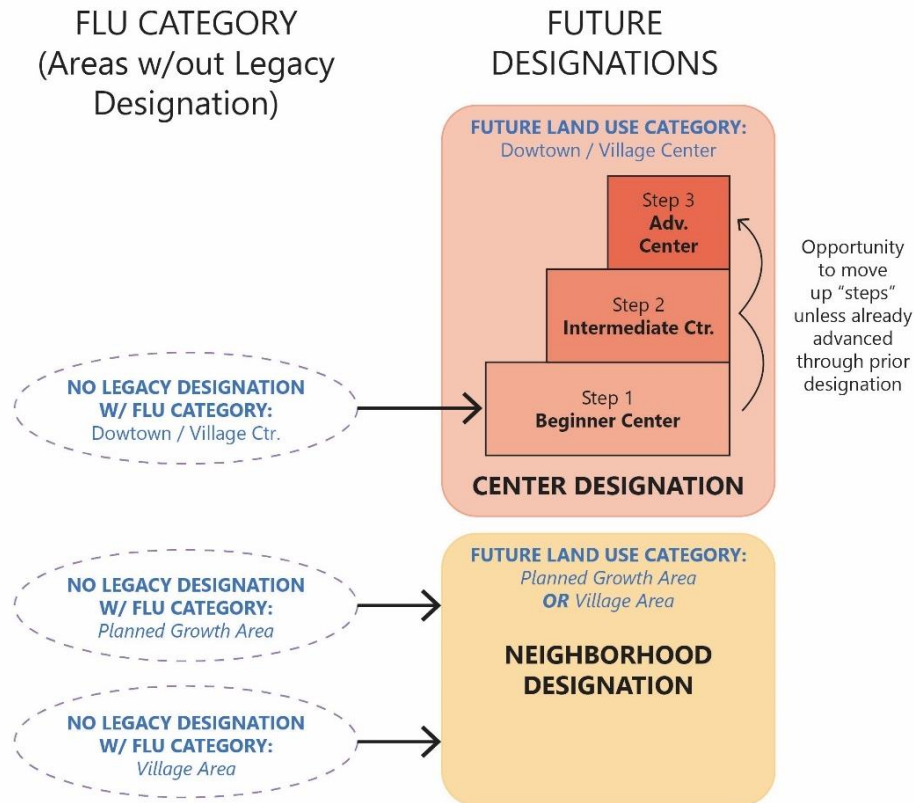 FLU CATEGORY
(Areas w/out Legacy
Designation)
FUTURE
DESIGNATIONS
FUTURE LAND USE CATEGORY:
Dowtown / Village Center
Step 3
Adv.
Center
Step 2
Intermediate Ctr.
Step 1
Beginner Center
CENTER DESIGNATION
Opportunity
to move
up “steps”
unless already
advanced
through prior
designation
NO LEGACY DESIGNATION
W/ FLU CATEGORY:
Dowtown / Village Ctr.
NO LEGACY DESIGNATION
W/ FLU CATEGORY:
Planned Growth Area
FUTURE LAND USE CATEGORY:
Planned Growth Area
OR Village Area
NEIGHBORHOOD
DESIGNATION
NO LEGACY DESIGNATION
W/ FLU CATEGORY:
Village Area